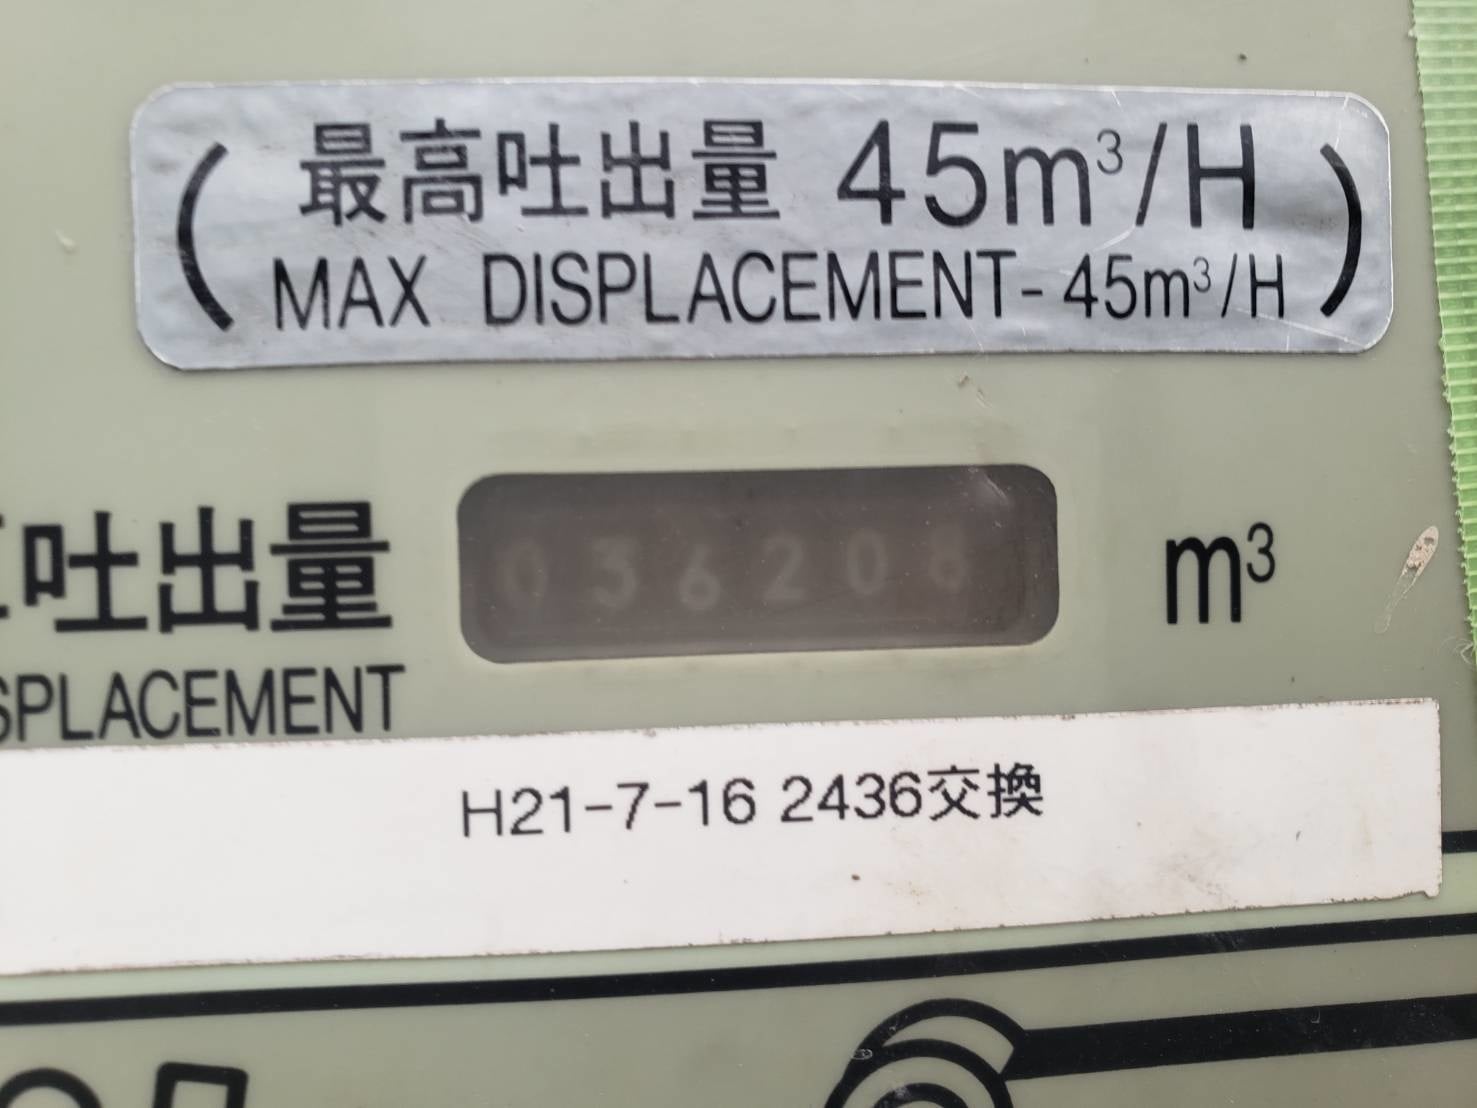 (最高吐出量 45m³/H
MAX DISPLACEMENT-45m³/H)
吐出量 036208 m³
SPLACEMENT
H21-7-16 2436交換